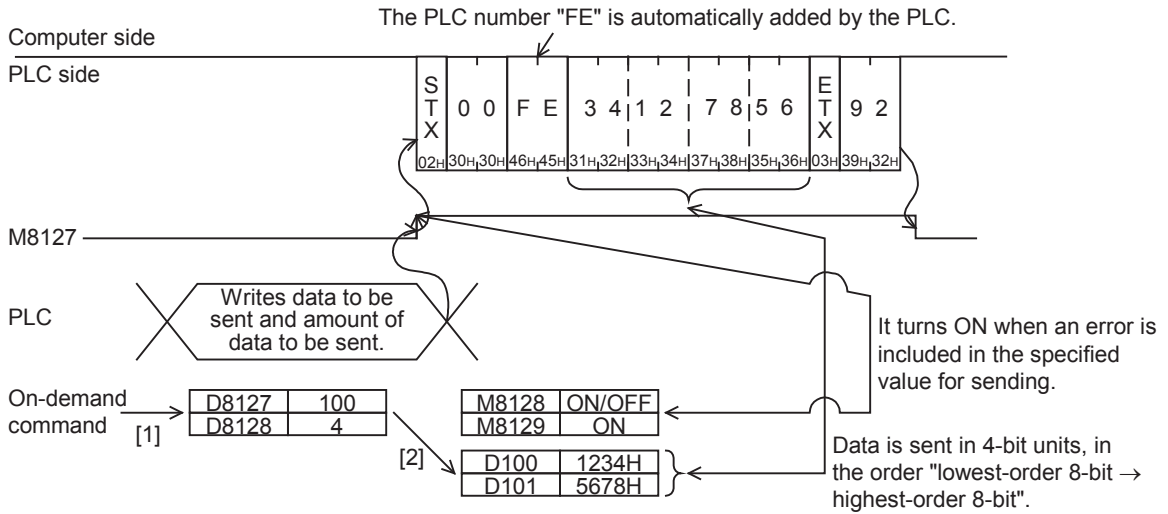 The PLC number "FE" is automatically added by the PLC.
Computer side
PLC side
STX 0 0 F E 3 4 1 2 7 8 5 6 ETX 9 2
02H 30H 30H 46H 45H 31H 32H 33H 34H 37H 38H 35H 36H 03H 39H 32H
M8127
PLC
Writes data to be
sent and amount of
data to be sent.
It turns ON when an error is
included in the specified
value for sending.
On-demand
command
[1]
D8127 100
D8128 4
[2]
M8128 ON/OFF
M8129 ON
D100 1234H
D101 5678H
Data is sent in 4-bit units, in
the order "lowest-order 8-bit →
highest-order 8-bit".